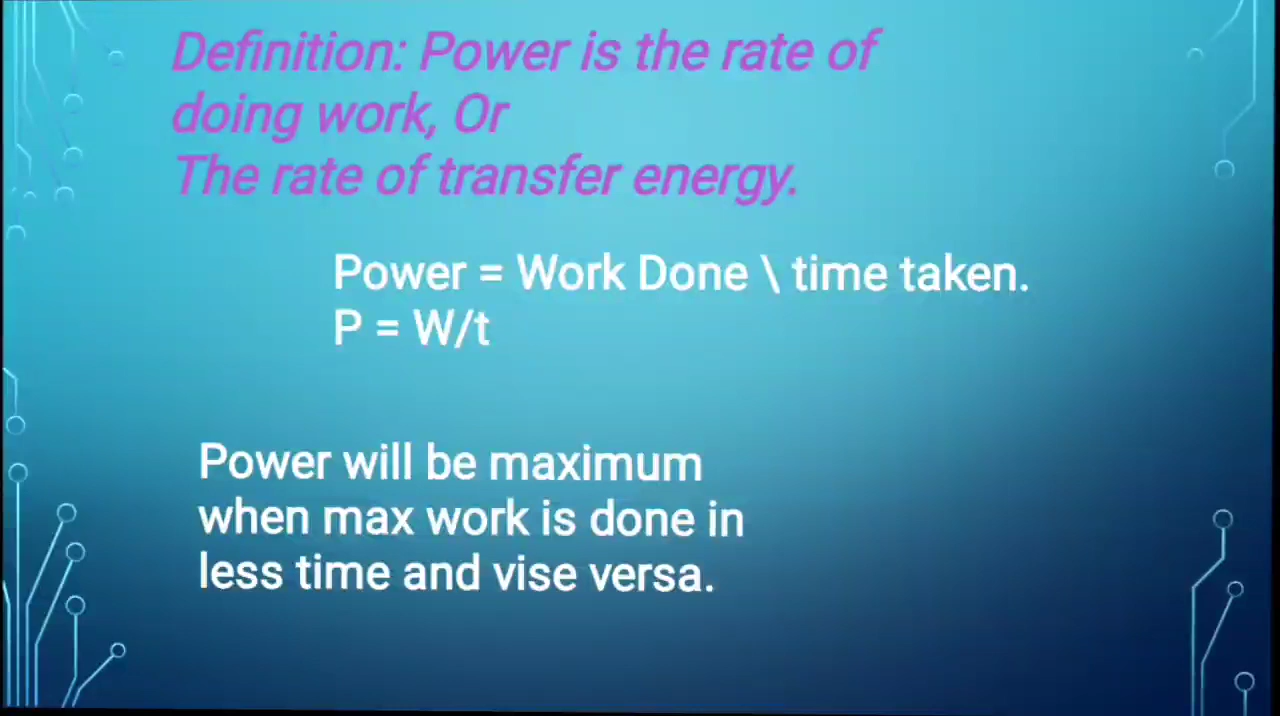 Definition: Power is the rate of
doing work, Or
The rate of transfer energy.
Power = Work Done \ time taken.
P = W/t
Power will be maximum
when max work is done in
less time and vise versa.